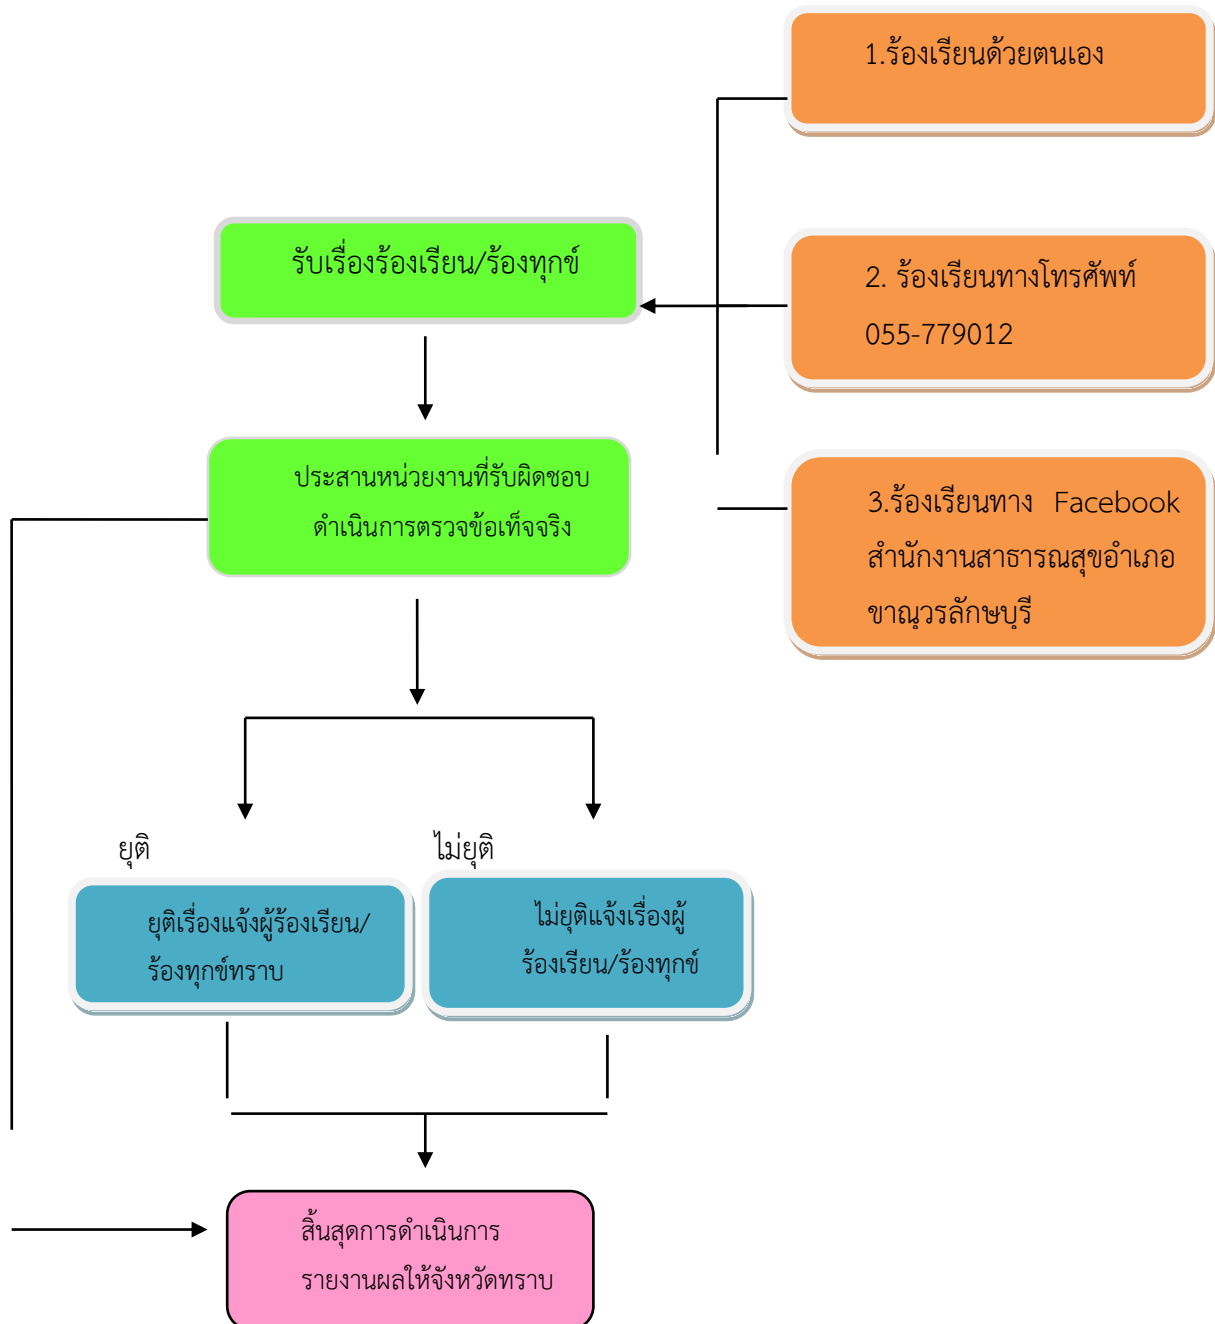 1.ร้องเรียนด้วยตนเอง
รับเรื่องร้องเรียน/ร้องทุกข์
2. ร้องเรียนทางโทรศัพท์
055-779012
ประสานหน่วยงานที่รับผิดชอบ
ดำเนินการตรวจข้อเท็จจริง
3.ร้องเรียนทาง Facebook
สำนักงานสาธารณสุขอำเภอ
ขาณุวรลักษบุรี
ยุติ
ไม่ยุติ
ยุติเรื่องแจ้งผู้ร้องเรียน/
ร้องทุกข์ทราบ
ไม่ยุติแจ้งเรื่องผู้
ร้องเรียน/ร้องทุกข์
สิ้นสุดการดำเนินการ
รายงานผลให้จังหวัดทราบ